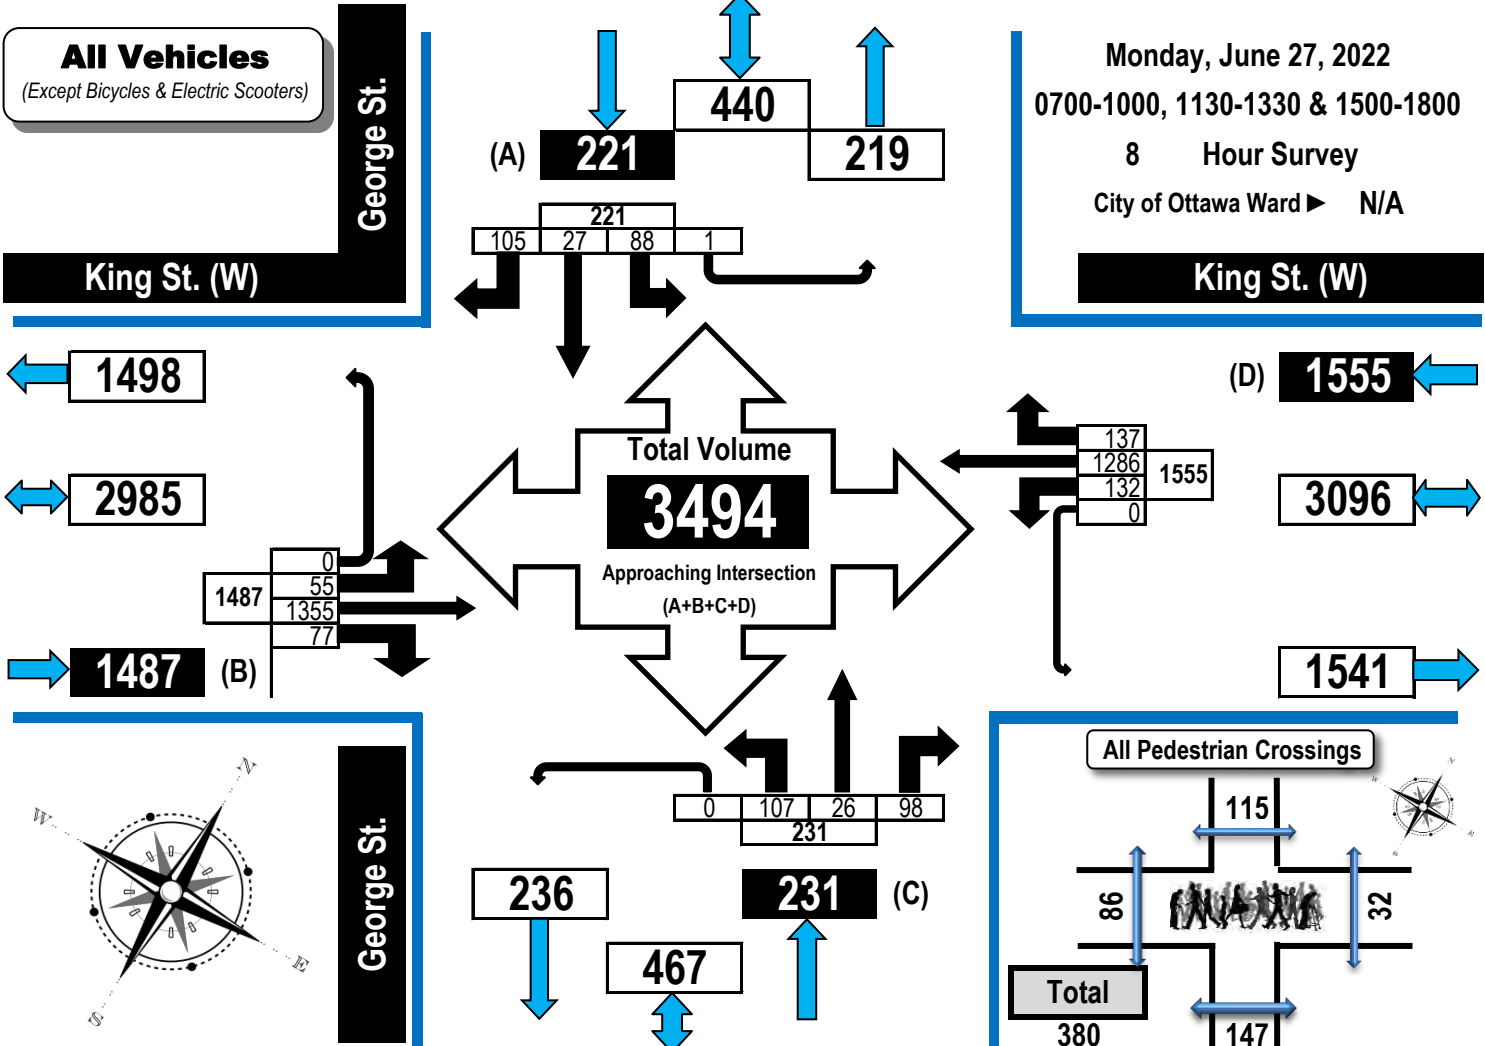 All Vehicles
(Except Bicycles & Electric Scooters)
George St.
King St. (W)
440
(A) 221
219
221
105 27 88 1
Monday, June 27, 2022
0700-1000, 1130-1330 & 1500-1800
8 Hour Survey
City of Ottawa Ward ► N/A
King St. (W)
1498
2985
0
55
1355
77
1487
1487 (B)
Total Volume
3494
Approaching Intersection
(A+B+C+D)
(D) 1555
137
1286
132
0
1555
3096
1541
N
W
E
S
George St.
0 107 26 98
231
236
231 (C)
467
All Pedestrian Crossings
N
W
E
S
115
86
32
Total
380
147